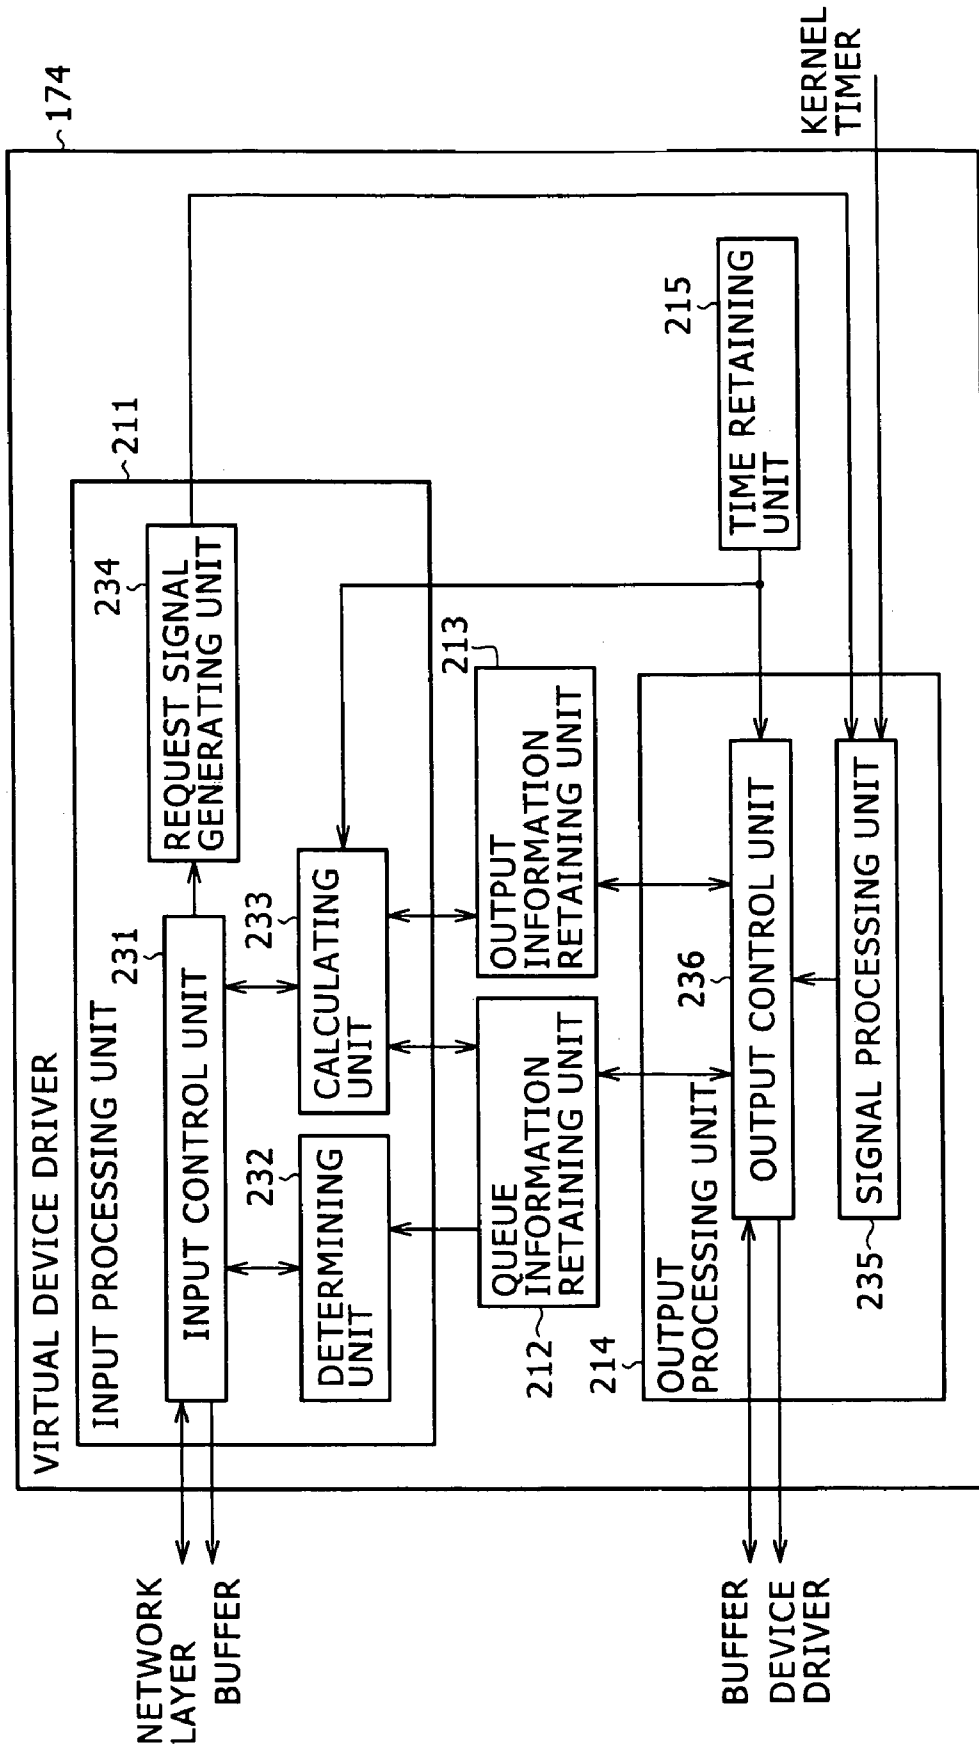 174
VIRTUAL DEVICE DRIVER
211
INPUT PROCESSING UNIT
231
INPUT CONTROL UNIT
234
REQUEST SIGNAL
GENERATING UNIT
232
DETERMINING
UNIT
233
CALCULATING
UNIT
NETWORK
LAYER
BUFFER
212
QUEUE
INFORMATION
RETAINING UNIT
213
OUTPUT
INFORMATION
RETAINING UNIT
215
TIME RETAINING
UNIT
214
OUTPUT
PROCESSING UNIT
236
OUTPUT CONTROL UNIT
235
SIGNAL PROCESSING UNIT
BUFFER
DEVICE
DRIVER
KERNEL
TIMER